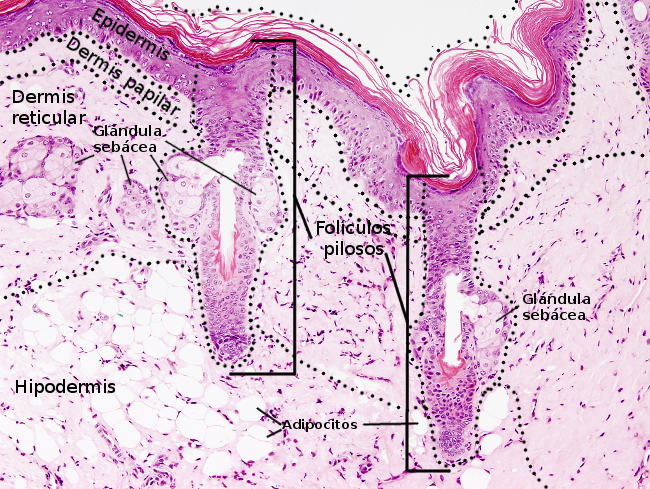 Epidermis
Dermis papilar
Dermis
reticular
Glándula
sebácea
Folículos
pilosos
Glándula
sebácea
Hipodermis
Adipocitos